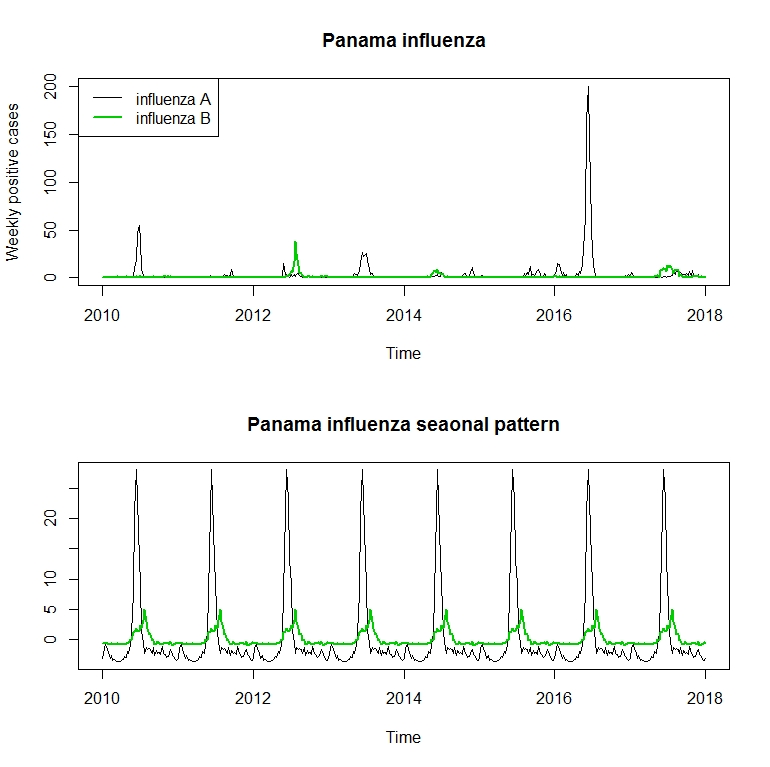 Panama influenza
Weekly positive cases
200
150
100
50
0
influenza A
influenza B
2010 2012 2014 2016 2018
Time
Panama influenza seaonal pattern
20
10
5
0
2010 2012 2014 2016 2018
Time